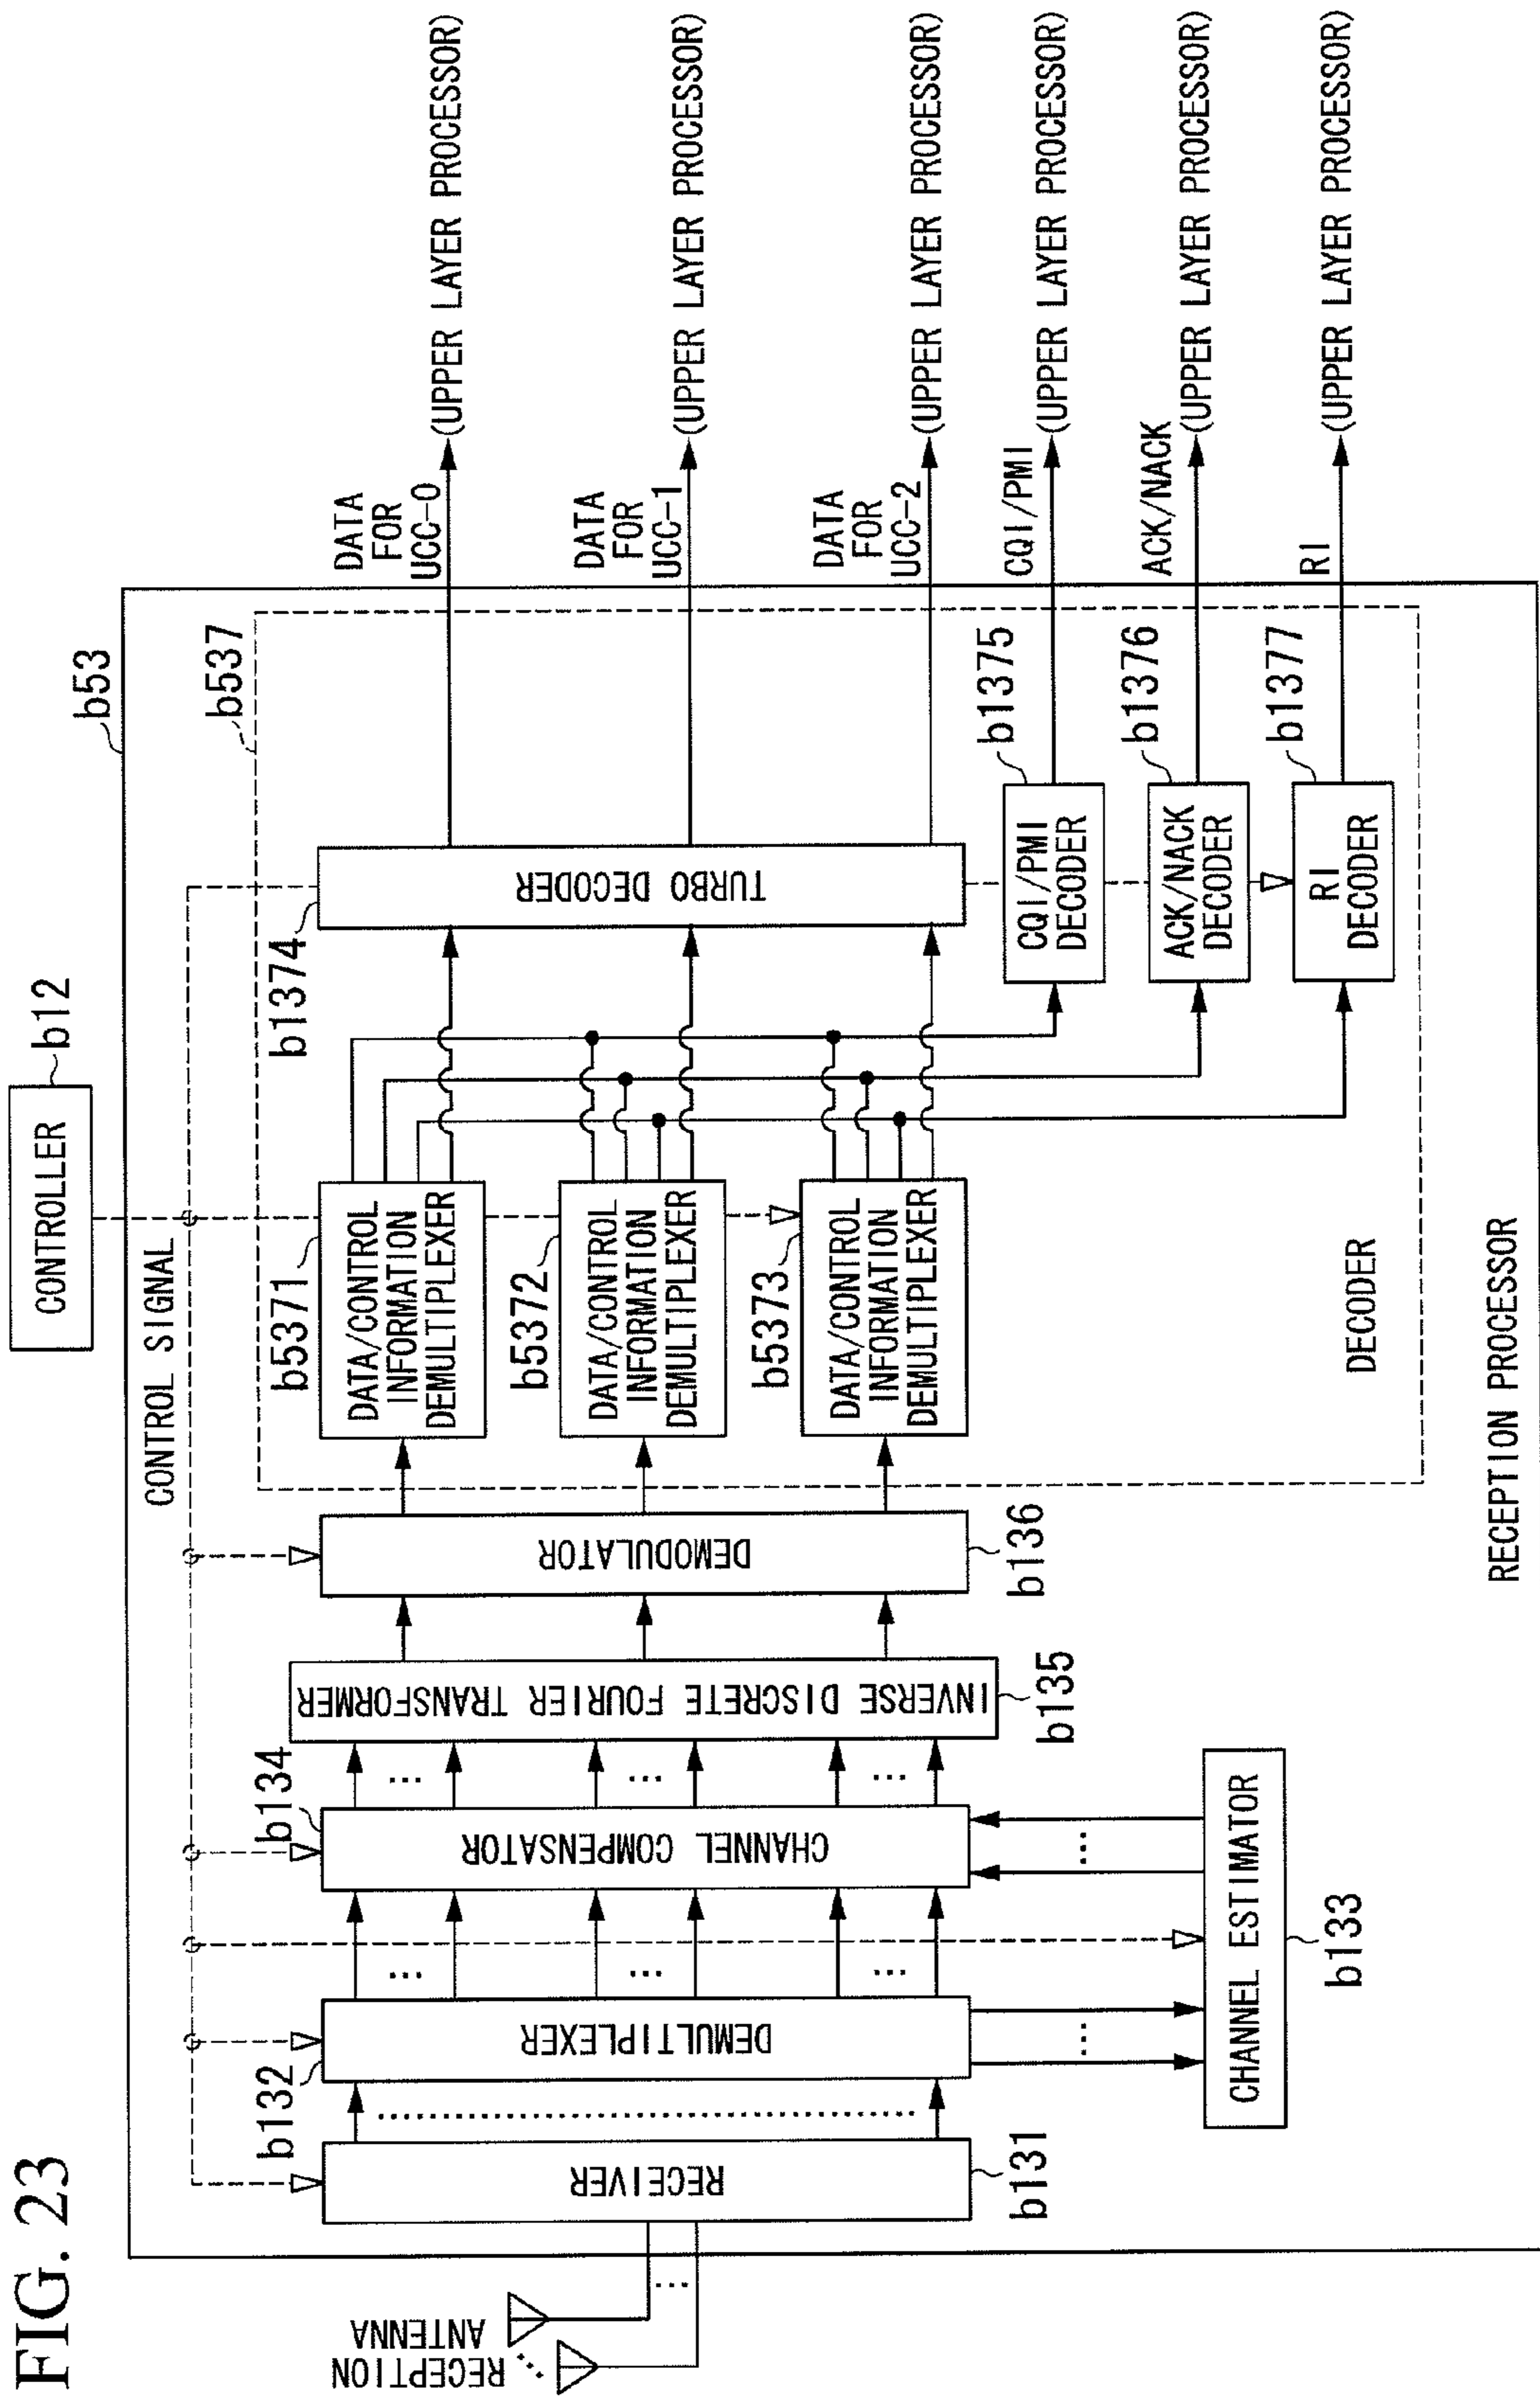 FIG. 23
CONTROLLER
b12
b53
CONTROL SIGNAL
b537
RECEPTION
ANTENNA
RECEIVER
b131
DEMULTIPLEXER
b132
CHANNEL ESTIMATOR
b133
CHANNEL COMPENSATOR
b134
INVERSE DISCRETE FOURIER TRANSFORMER
b135
DEMODULATOR
b136
b5371
DATA/CONTROL
INFORMATION
DEMULTIPLEXER
b5372
DATA/CONTROL
INFORMATION
DEMULTIPLEXER
b5373
DATA/CONTROL
INFORMATION
DEMULTIPLEXER
b1374
TURBO DECODER
CQI/PMI
DECODER
b1375
ACK/NACK
DECODER
b1376
RI
DECODER
b1377
DATA
FOR
UCC-0
(UPPER LAYER PROCESSOR)
DATA
FOR
UCC-1
(UPPER LAYER PROCESSOR)
DATA
FOR
UCC-2
(UPPER LAYER PROCESSOR)
CQI/PMI
(UPPER LAYER PROCESSOR)
ACK/NACK
(UPPER LAYER PROCESSOR)
RI
(UPPER LAYER PROCESSOR)
DECODER
RECEPTION PROCESSOR